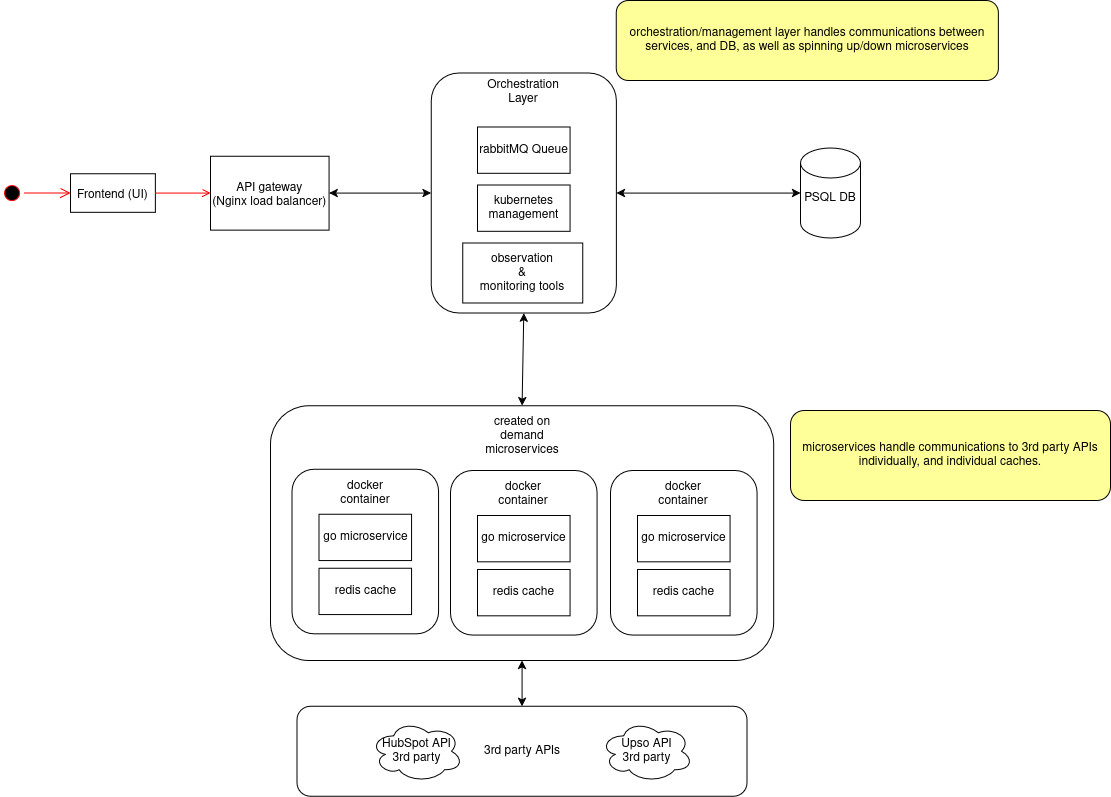 orchestration/management layer handles communications between
services, and DB, as well as spinning up/down microservices
Orchestration
Layer
rabbitMQ Queue
kubernetes
management
observation
&
monitoring tools
Frontend (UI)
API gateway
(Nginx load balancer)
PSQL DB
created on
demand
microservices
microservices handle communications to 3rd party APIs
individually, and individual caches.
docker
container
go microservice
redis cache
docker
container
go microservice
redis cache
docker
container
go microservice
redis cache
HubSpot API
3rd party
3rd party APIs
Upso API
3rd party